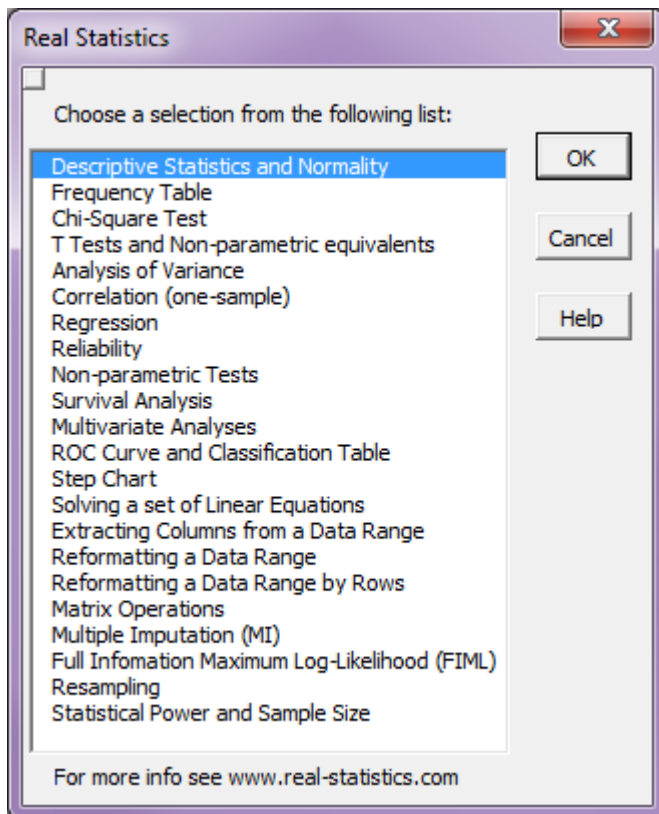 Real Statistics
Choose a selection from the following list:
Descriptive Statistics and Normality
Frequency Table
Chi-Square Test
T Tests and Non-parametric equivalents
Analysis of Variance
Correlation (one-sample)
Regression
Reliability
Non-parametric Tests
Survival Analysis
Multivariate Analyses
ROC Curve and Classification Table
Step Chart
Solving a set of Linear Equations
Extracting Columns from a Data Range
Reformatting a Data Range
Reformatting a Data Range by Rows
Matrix Operations
Multiple Imputation (MI)
Full Infomation Maximum Log-Likelihood (FIML)
Resampling
Statistical Power and Sample Size
OK
Cancel
Help
For more info see www.real-statistics.com